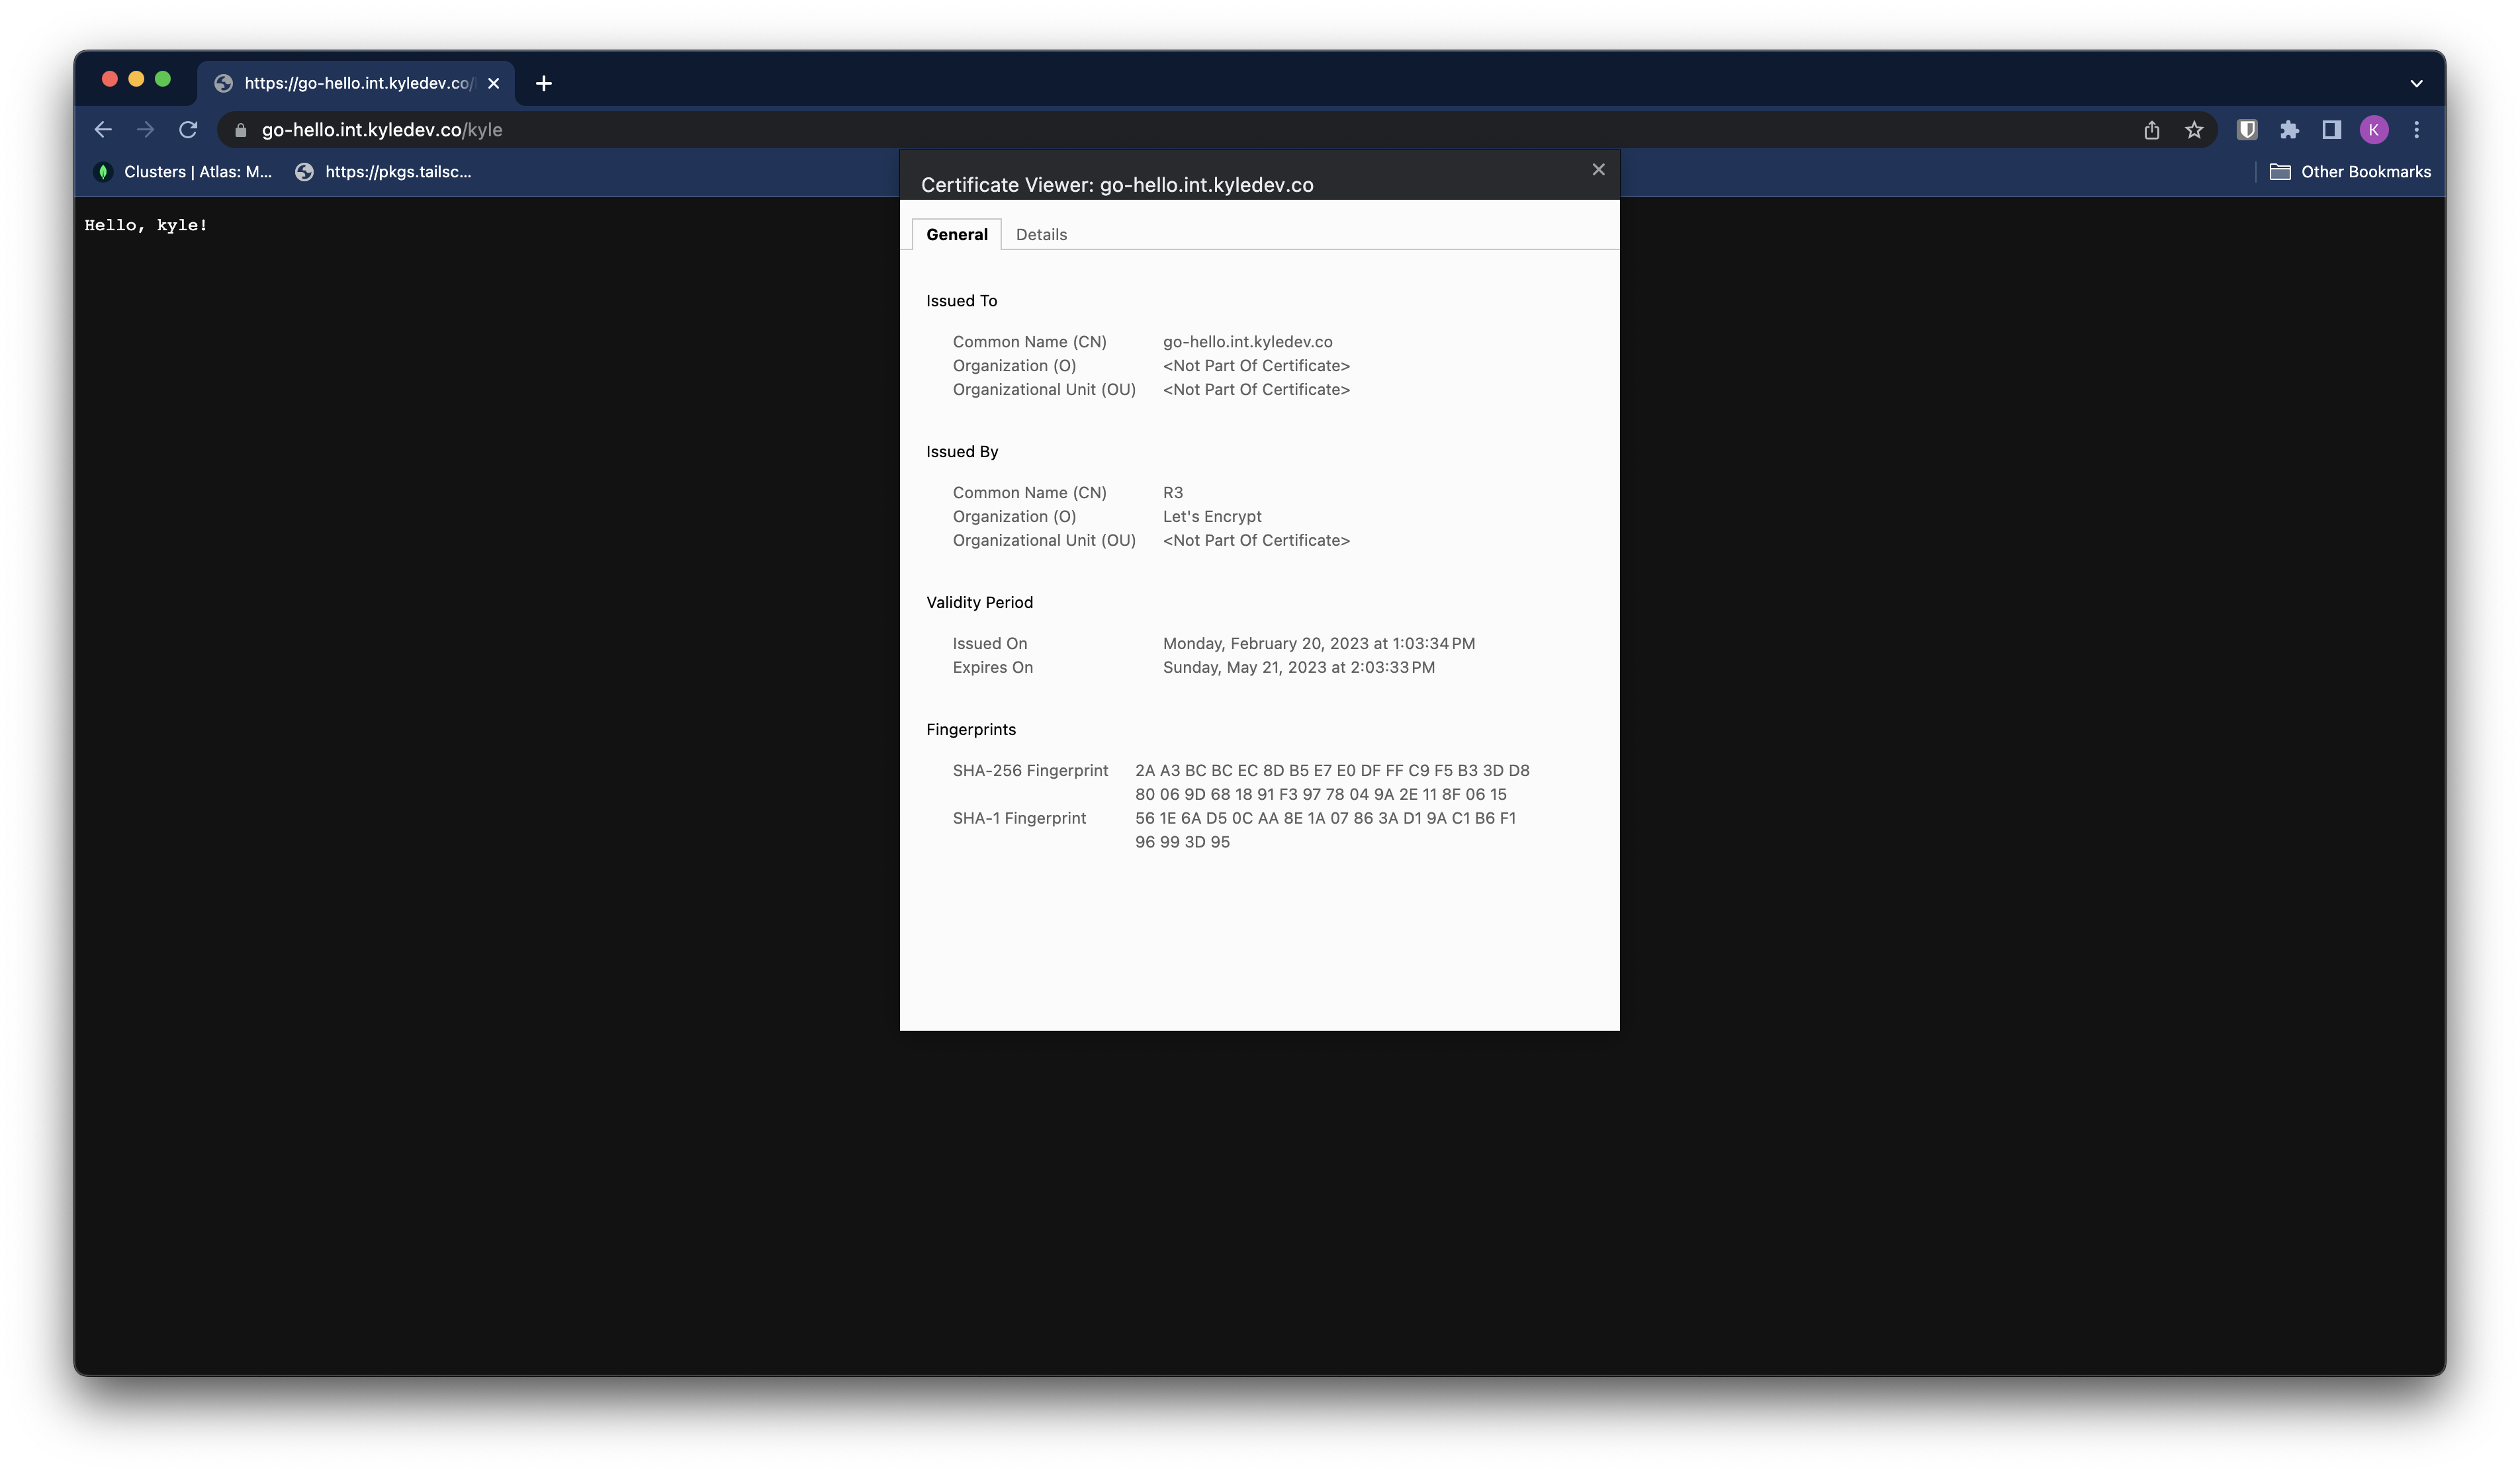 https://go-hello.int.kyledev.co/
go-hello.int.kyledev.co/kyle
K
Clusters | Atlas: M...
https://pkgs.tailsc...
Other Bookmarks
Hello, kyle!
Certificate Viewer: go-hello.int.kyledev.co
General Details
Issued To
Common Name (CN) go-hello.int.kyledev.co
Organization (O) <Not Part Of Certificate>
Organizational Unit (OU) <Not Part Of Certificate>
Issued By
Common Name (CN) R3
Organization (O) Let's Encrypt
Organizational Unit (OU) <Not Part Of Certificate>
Validity Period
Issued On Monday, February 20, 2023 at 1:03:34 PM
Expires On Sunday, May 21, 2023 at 2:03:33 PM
Fingerprints
SHA-256 Fingerprint 2A A3 BC BC EC 8D B5 E7 E0 DF FF C9 F5 B3 3D D8
80 06 9D 68 18 91 F3 97 78 04 9A 2E 11 8F 06 15
SHA-1 Fingerprint 56 1E 6A D5 0C AA 8E 1A 07 86 3A D1 9A C1 B6 F1
96 99 3D 95